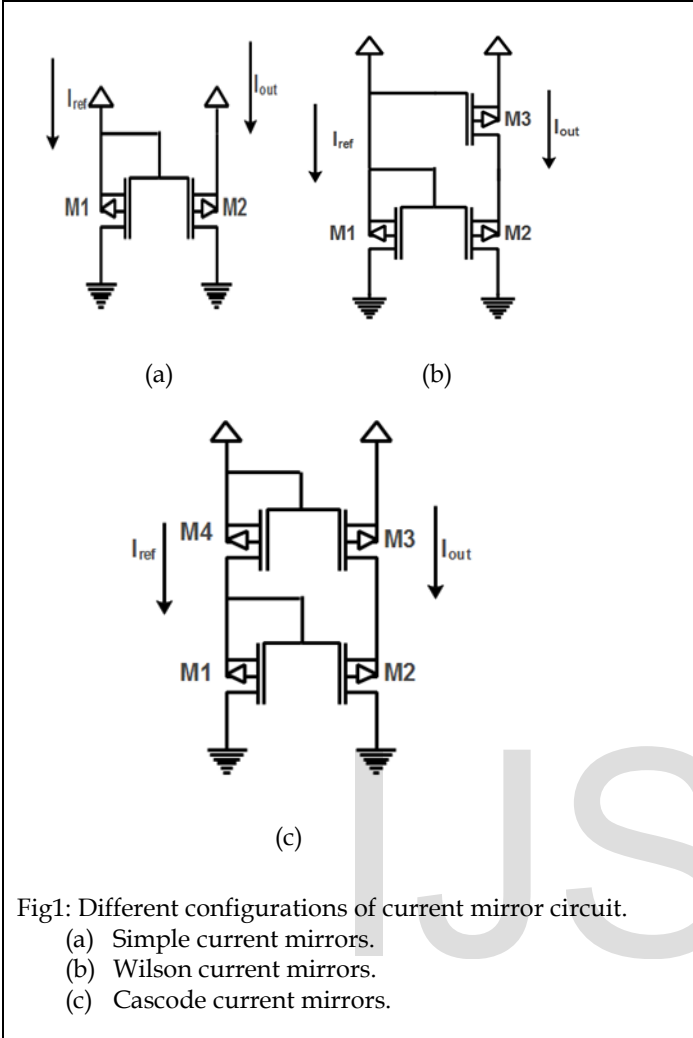 Iref Iout
M1 M2
(a)
Iref M3 Iout
M1 M2
(b)
M4 M3
Iref Iout
M1 M2
(c)
IJS
Fig1: Different configurations of current mirror circuit.
(a) Simple current mirrors.
(b) Wilson current mirrors.
(c) Cascode current mirrors.